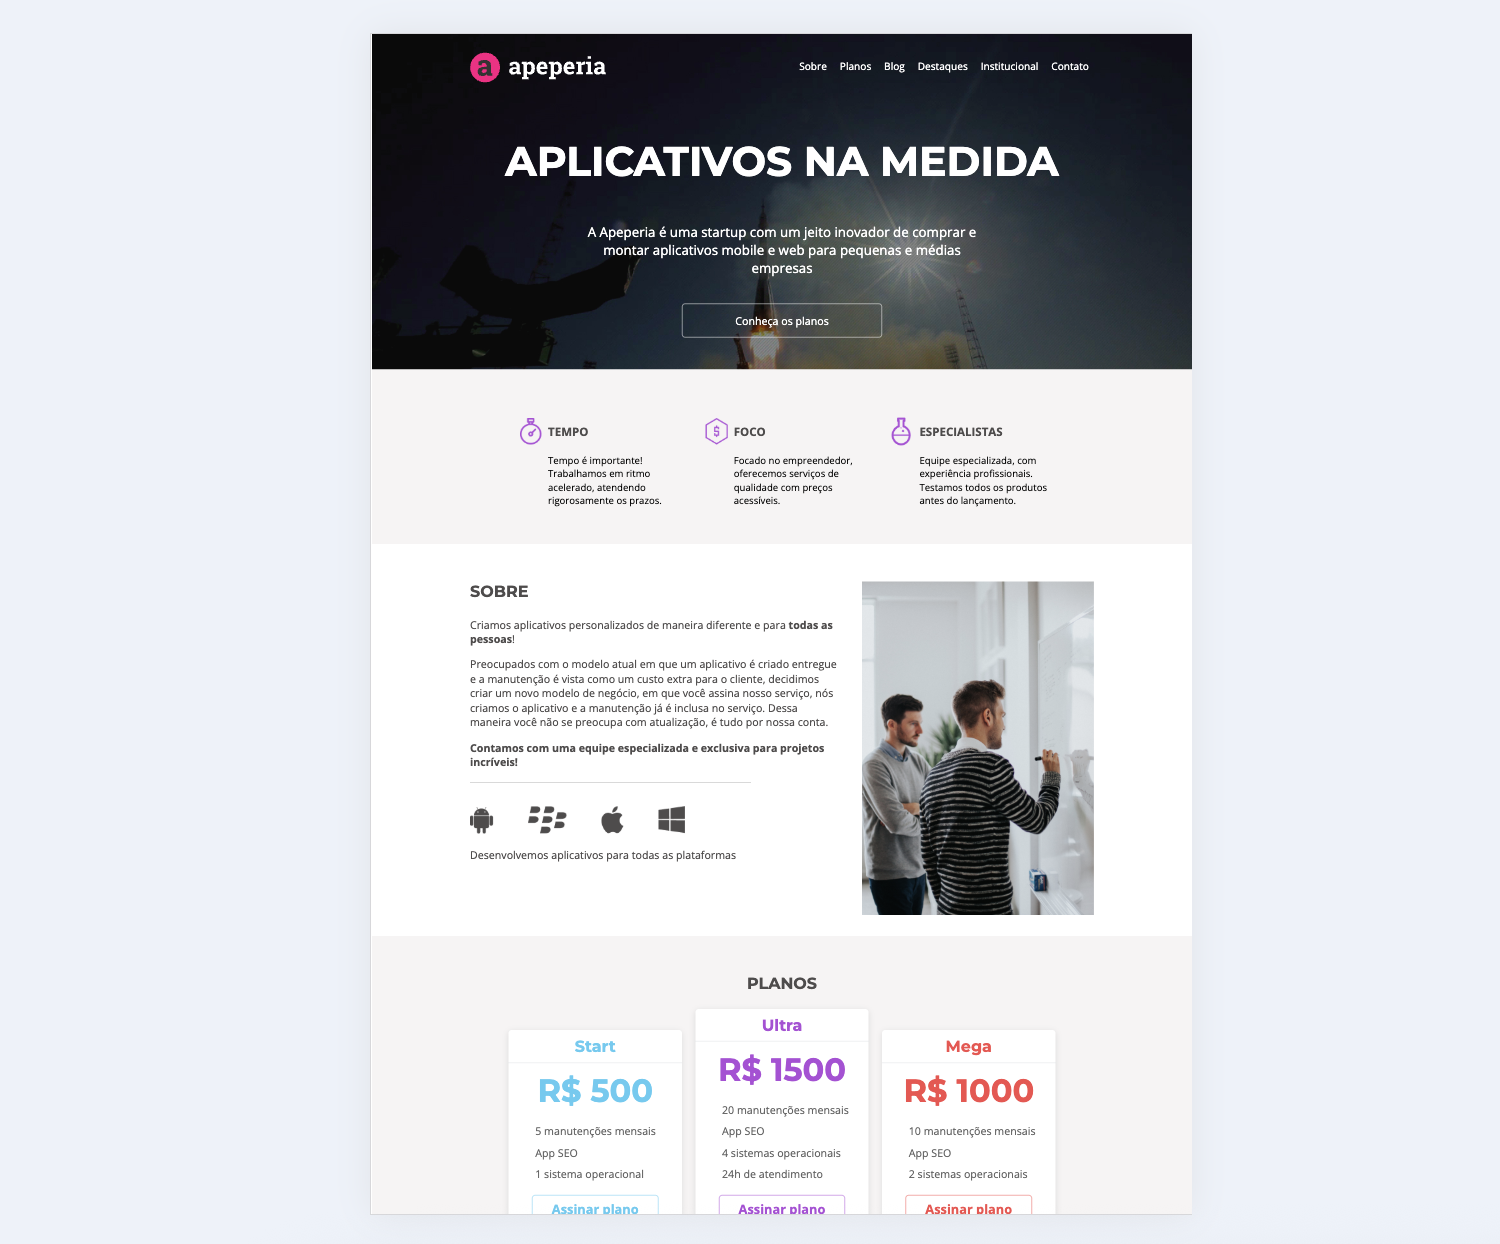 a apeperia
Sobre Planos Blog Destaques Institucional Contato
APLICATIVOS NA MEDIDA
A Apeperia é uma startup com um jeito inovador de comprar e
montar aplicativos mobile e web para pequenas e médias
empresas
Conheça os planos
TEMPO
Tempo é importante!
Trabalhamos em ritmo
acelerado, atendendo
rigorosamente os prazos.
$ FOCO
Focado no empreendedor,
oferecemos serviços de
qualidade com preços
acessíveis.
ESPECIALISTAS
Equipe especializada, com
experiência profissionais.
Testamos todos os produtos
antes do lançamento.
SOBRE
Criamos aplicativos personalizados de maneira diferente e para todas as
pessoas!
Preocupados com o modelo atual em que um aplicativo é criado entregue
e a manutenção é vista como um custo extra para o cliente, decidimos
criar um novo modelo de negócio, em que você assina nosso serviço, nós
criamos o aplicativo e a manutenção já é inclusa no serviço. Dessa
maneira você não se preocupa com atualização, é tudo por nossa conta.
Contamos com uma equipe especializada e exclusiva para projetos
incríveis!
Desenvolvemos aplicativos para todas as plataformas
PLANOS
Start
R$ 500
5 manutenções mensais
App SEO
1 sistema operacional
Assinar plano
Ultra
R$ 1500
20 manutenções mensais
App SEO
4 sistemas operacionais
24h de atendimento
Assinar plano
Mega
R$ 1000
10 manutenções mensais
App SEO
2 sistemas operacionais
Assinar plano